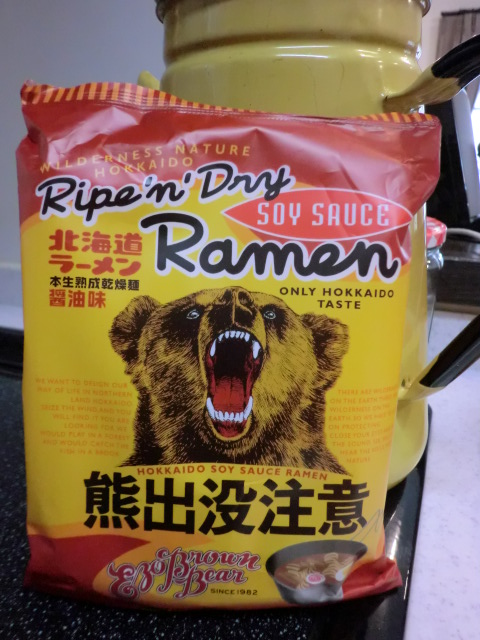 WILDERNESS NATURE
HOKKAIDO
Ripe 'n' Dry
SOY SAUCE
Ramen
北海道
ラーメン
本生熟成乾燥麺
醤油味
ONLY HOKKAIDO
TASTE
HOKKAIDO SOY SAUCE RAMEN
熊出没注意
Ezo Brown
Bear
SINCE 1982